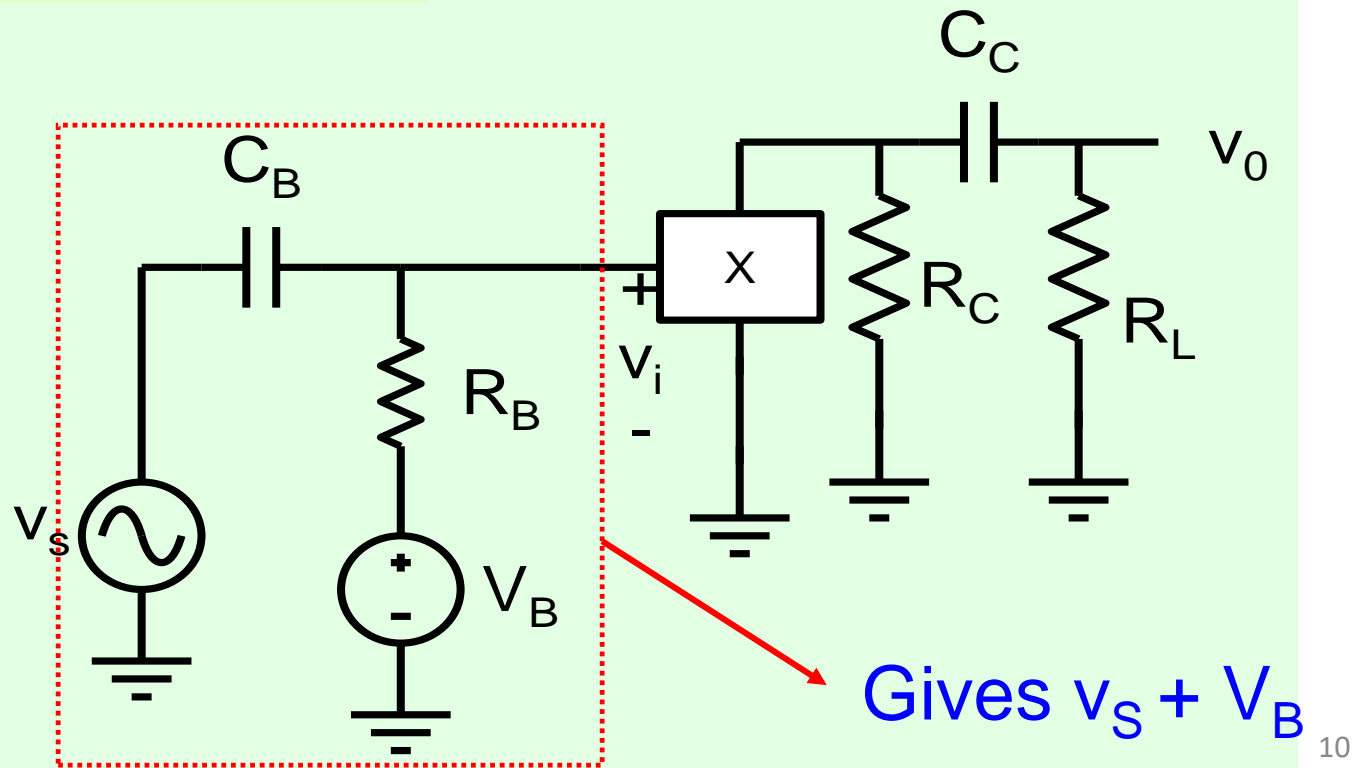 C_C
C_B
v_0
X
+
R_C
R_L
v_i
-
R_B
v_s
+
-
V_B
Gives v_S + V_B
10